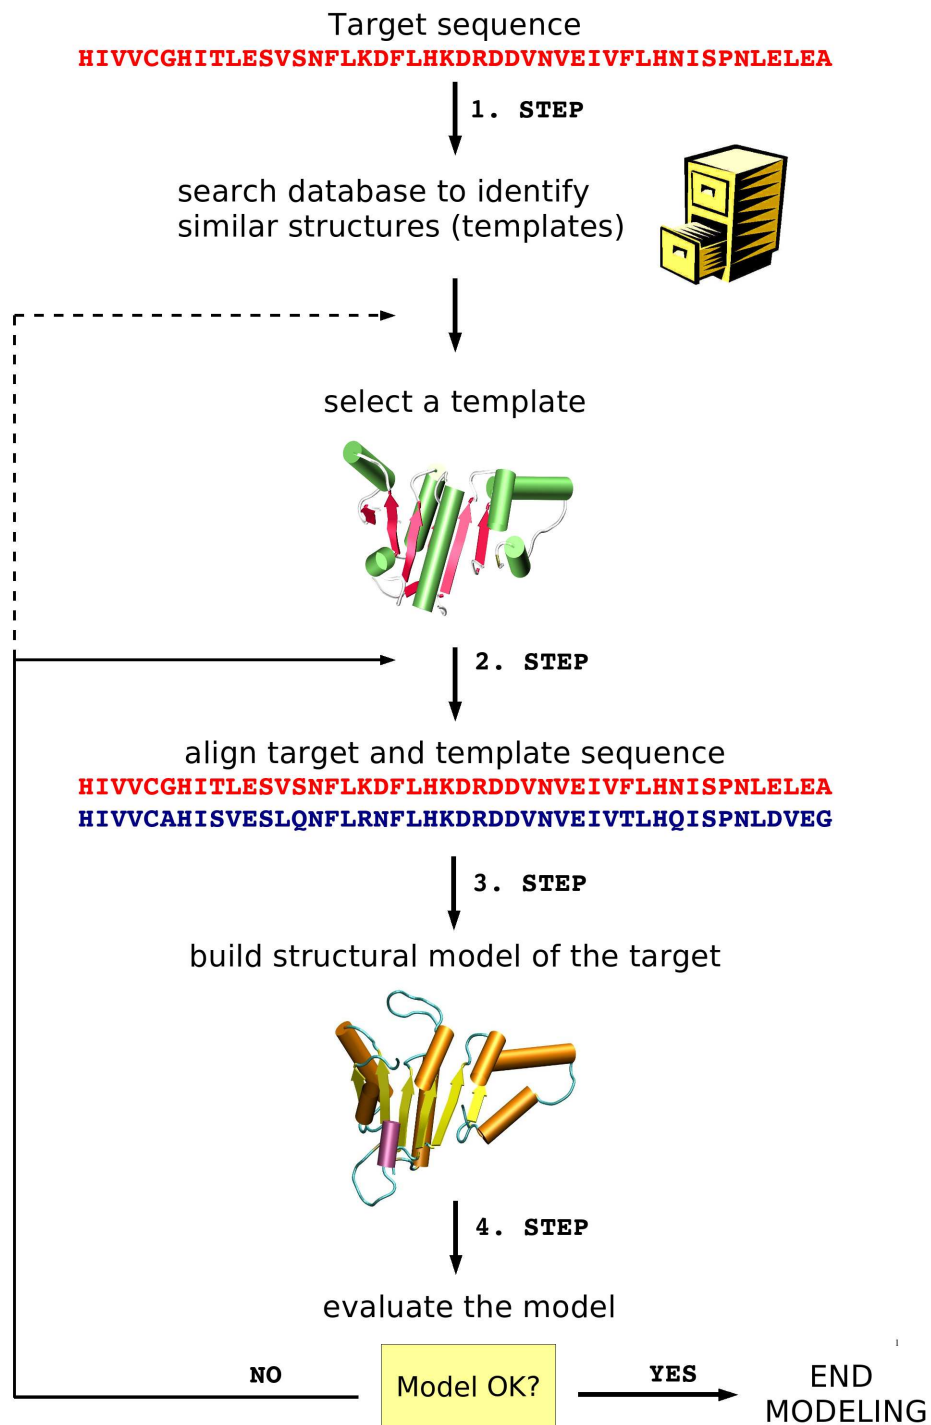 Target sequence
HIVVCGHITLESVSNFLKDFLHKDRDDVNVEIVFLHNISPNLELEA
1. STEP
search database to identify
similar structures (templates)
select a template
2. STEP
align target and template sequence
HIVVCGHITLESVSNFLKDFLHKDRDDVNVEIVFLHNISPNLELEA
HIVVCAHISVESLQNFLRNFLHKDRDDVNVEIVTLHQISPNLDVEG
3. STEP
build structural model of the target
4. STEP
evaluate the model
1
NO
Model OK?
YES
END
MODELING